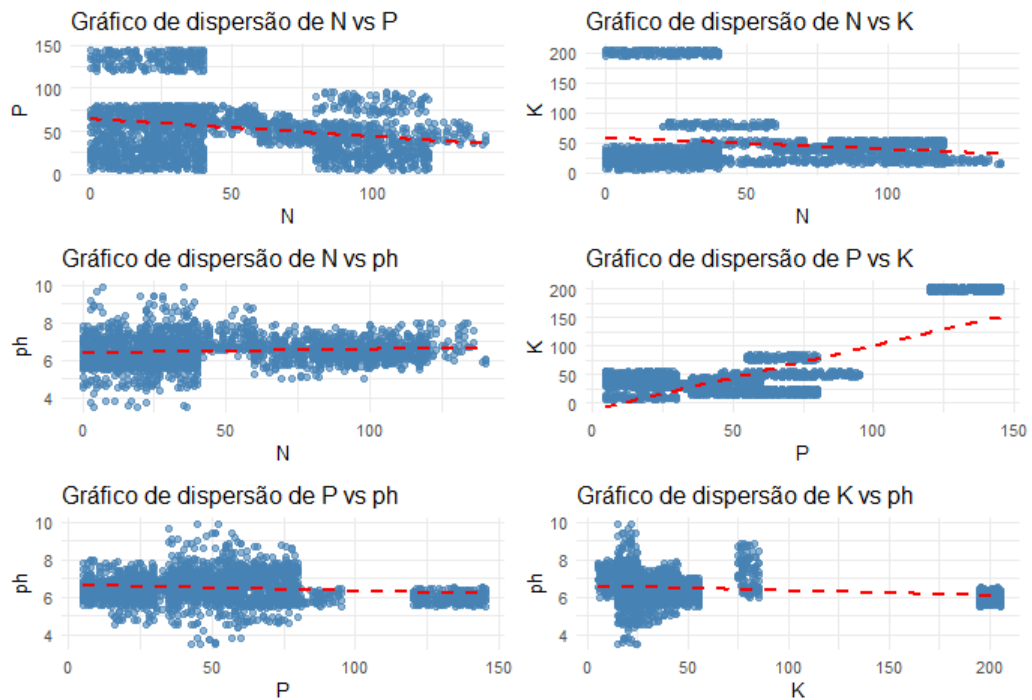 Gráfico de dispersão de N vs P
150
100
50
0
P
0 50 100
N
Gráfico de dispersão de N vs K
200
150
100
50
0
K
0 50 100
N
Gráfico de dispersão de N vs ph
10
8
6
4
ph
0 50 100
N
Gráfico de dispersão de P vs K
200
150
100
50
0
K
0 50 100 150
P
Gráfico de dispersão de P vs ph
10
8
6
4
ph
0 50 100 150
P
Gráfico de dispersão de K vs ph
10
8
6
4
ph
0 50 100 150 200
K